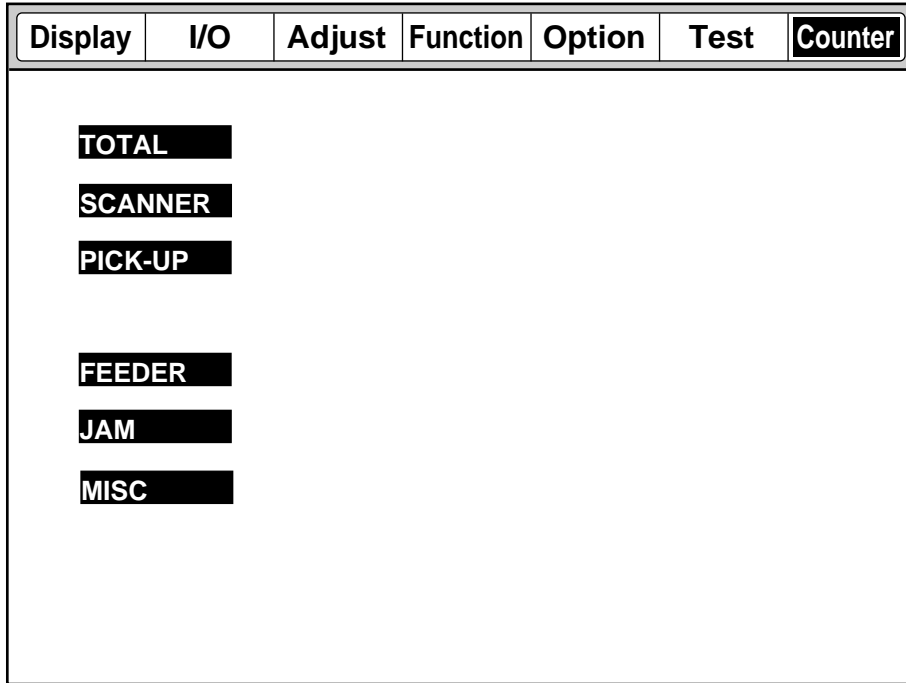 Display I/O Adjust Function Option Test Counter
TOTAL
SCANNER
PICK-UP
FEEDER
JAM
MISC